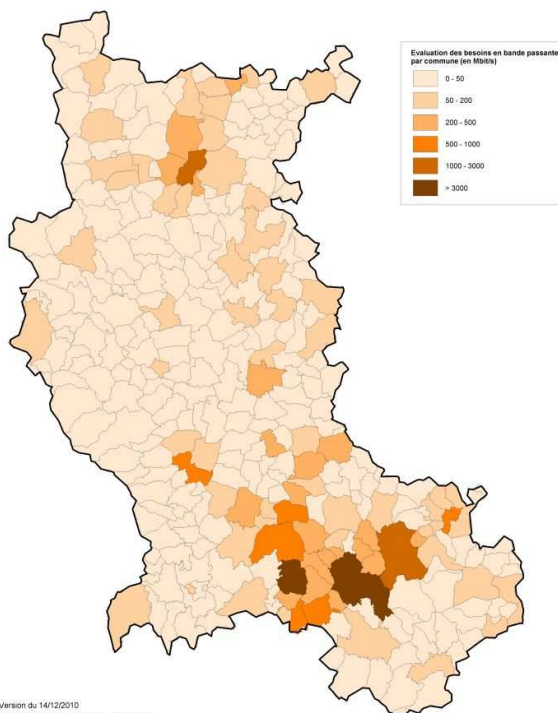 Evaluation des besoins en bande passante
par commune (en Mbit/s)
0 - 50
50 - 200
200 - 500
500 - 1000
1000 - 3000
> 3000
Version du 14/12/2010